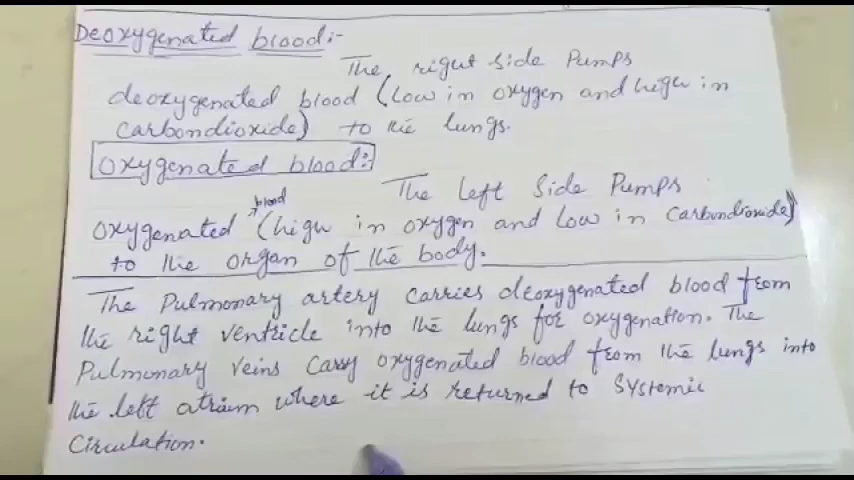 Deoxygenated blood:-
The right side Pumps
deoxygenated blood (low in oxygen and high in
carbondioxide) to the lungs.
Oxygenated blood:
The Left Side Pumps
blood
oxygenated (high in oxygen and low in carbondioxide)
to the organ of the body.
The Pulmonary artery carries deoxygenated blood from
the right ventricle into the lungs for oxygenation. The
Pulmonary veins carry oxygenated blood from the lungs into
the left atrium where it is returned to systemic
circulation.